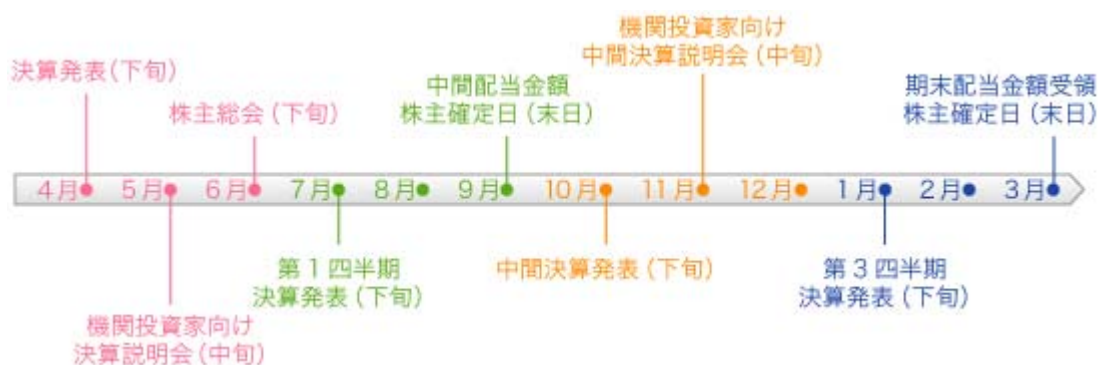 機関投資家向け
中間決算説明会(中旬)
決算発表(下旬)
中間配当金額
株主確定日(末日)
期末配当金額受領
株主確定日(末日)
株主総会(下旬)
4月 5月 6月 7月 8月 9月 10月 11月 12月 1月 2月 3月
第1四半期
決算発表(下旬)
中間決算発表(下旬)
第3四半期
決算発表(下旬)
機関投資家向け
決算説明会(中旬)